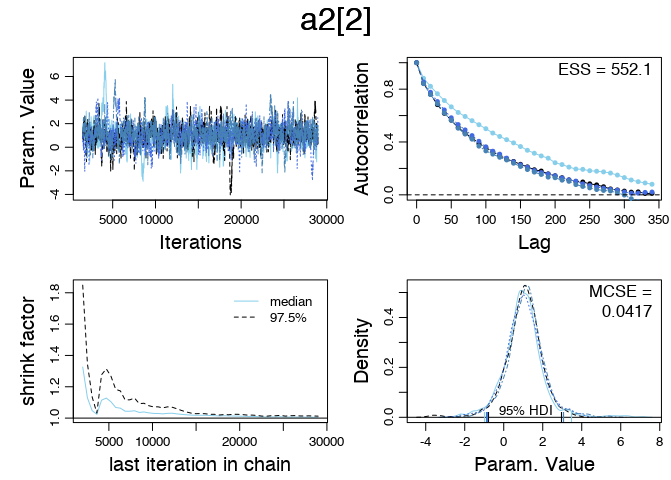 a2[2]
Param. Value
6
4
2
0
-2
-4
5000 10000 20000 30000
Iterations
Autocorrelation
0.8
0.4
0.0
ESS = 552.1
0 50 100 150 200 250 300 350
Lag
shrink factor
1.8
1.6
1.4
1.2
1.0
median
97.5%
5000 10000 20000 30000
last iteration in chain
Density
0.4
0.2
0.0
MCSE =
0.0417
95% HDI
-4 -2 0 2 4 6 8
Param. Value